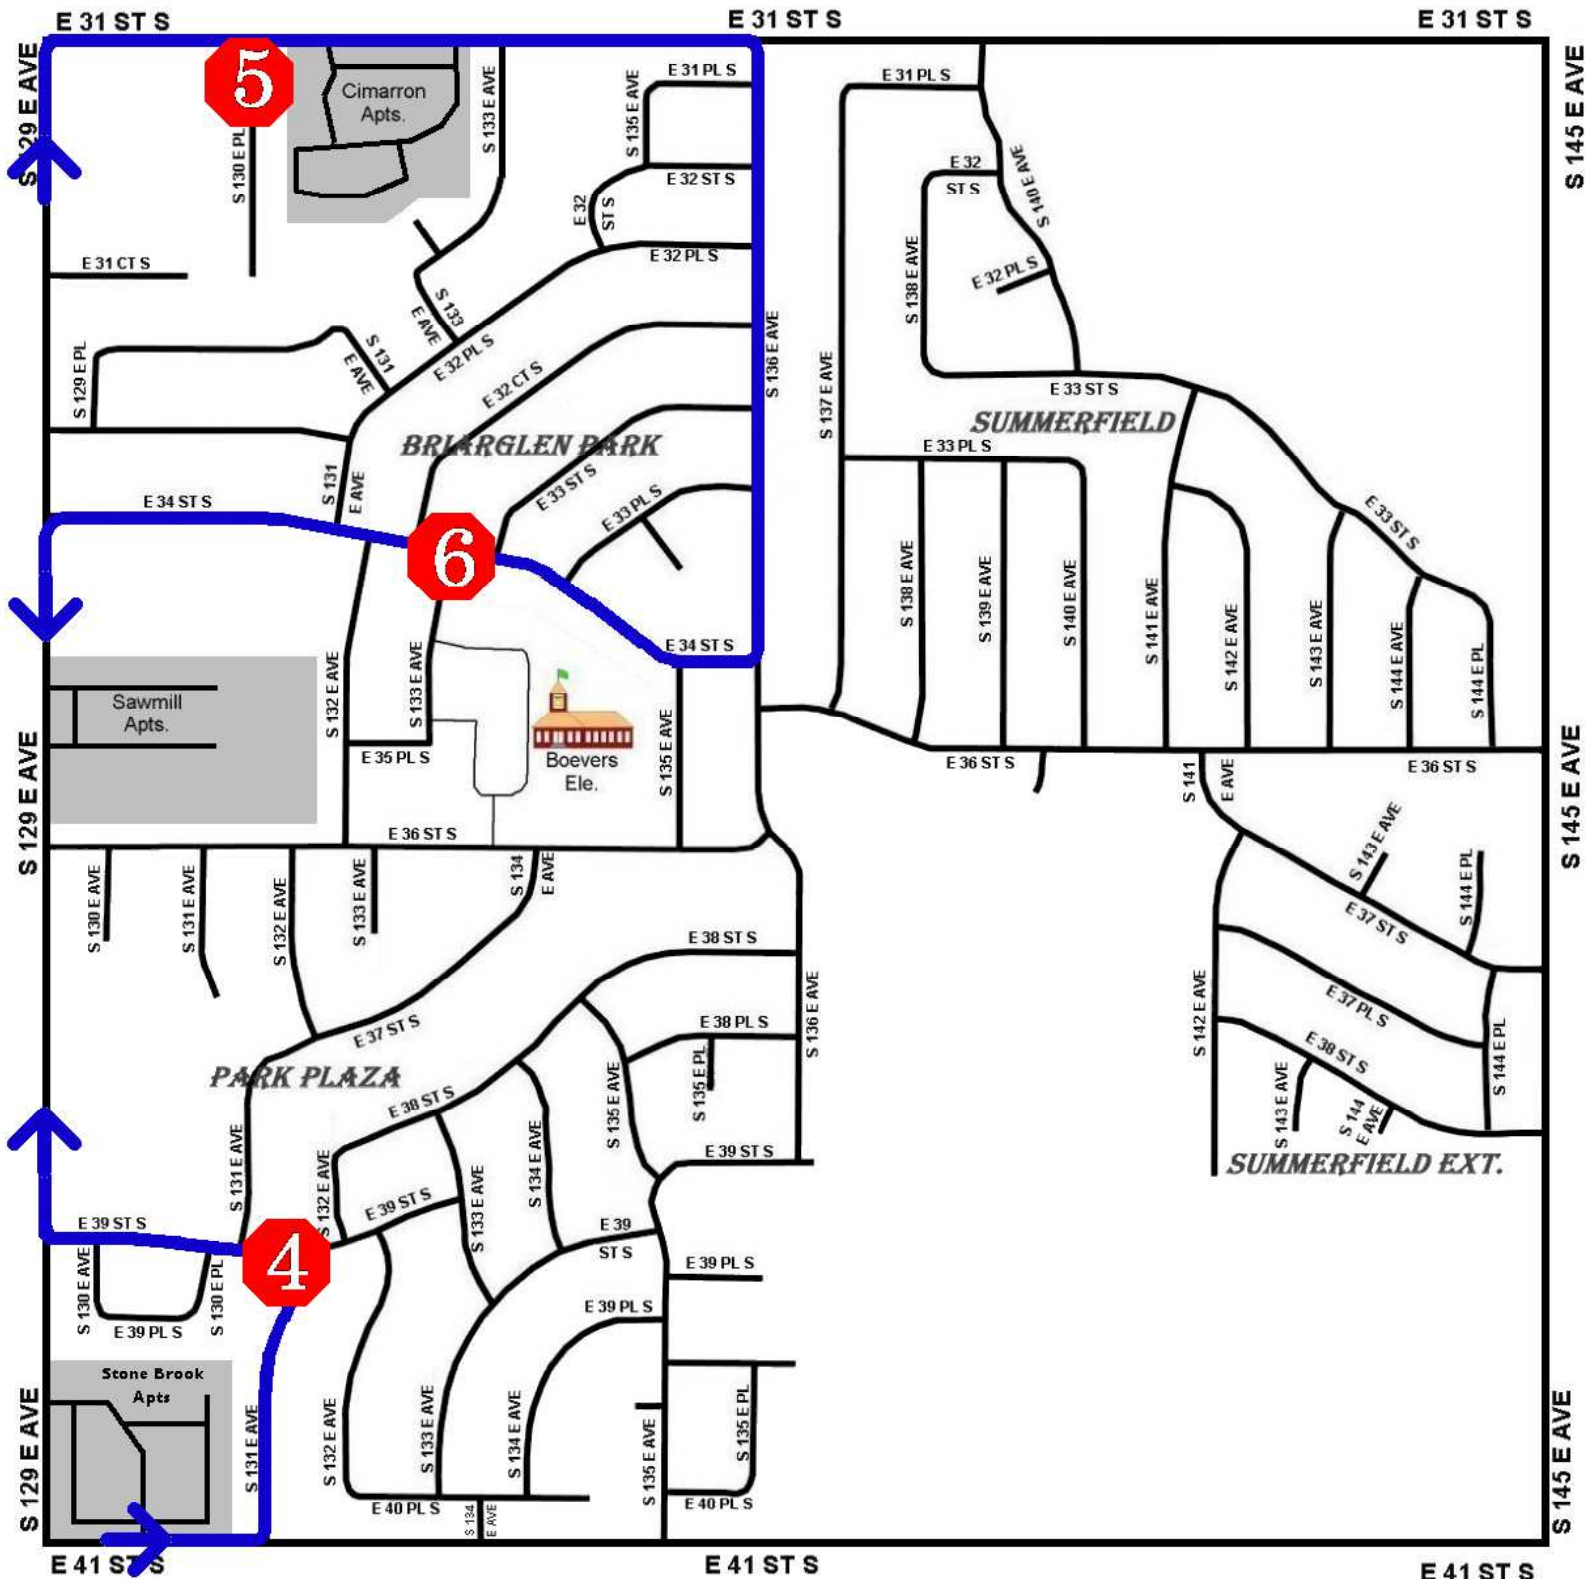 E 31 ST S
E 31 ST S
E 31 ST S
S 129 E AVE
S 145 E AVE
5
Cimarron
Apts.
S 130 E PL
S 133 E AVE
S 135 E AVE
E 31 PL S
E 32 ST S
E 32
ST S
E 32 PL S
E 31 CT S
S 133
E AVE
S 131
E AVE
E 32 PL S
S 129 E PL
E 32 CT S
S 136 E AVE
BRIARGLEN PARK
S 131
E AVE
E 33 ST S
E 33 PL S
E 34 ST S
6
E 34 ST S
E 31 PL S
E 32
ST S
S 140 E AVE
S 138 E AVE
E 32 PL S
S 137 E AVE
E 33 ST S
SUMMERFIELD
E 33 PL S
E 33 ST S
S 138 E AVE
S 139 E AVE
S 140 E AVE
S 141 E AVE
S 142 E AVE
S 143 E AVE
S 144 E AVE
S 144 E PL
Sawmill
Apts.
S 132 E AVE
S 133 E AVE
E 35 PL S
Boevers
Ele.
S 135 E AVE
E 36 ST S
S 129 E AVE
E 36 ST S
E 36 ST S
S 145 E AVE
S 141
E AVE
S 143 E AVE
S 144 E PL
E 37 ST S
S 142 E AVE
E 37 PL S
E 38 ST S
S 144 E PL
S 143 E AVE
S 144
E AVE
SUMMERFIELD EXT.
S 130 E AVE
S 131 E AVE
S 132 E AVE
S 133 E AVE
S 134
E AVE
E 38 ST S
E 37 ST S
E 38 PL S
S 136 E AVE
S 135 E PL
PARK PLAZA
E 38 ST S
S 135 E AVE
S 134 E AVE
S 131 E AVE
S 132 E AVE
E 39 ST S
S 133 E AVE
E 39 ST S
E 39
ST S
E 39 ST S
4
S 130 E AVE
S 130 E PL
E 39 PL S
E 39 PL S
E 39 PL S
Stone Brook
Apts
S 129 E AVE
S 131 E AVE
S 132 E AVE
S 133 E AVE
S 134 E AVE
S 135 E AVE
S 135 E PL
E 40 PL S
S 134
E AVE
E 40 PL S
S 145 E AVE
E 41 ST S
E 41 ST S
E 41 ST S